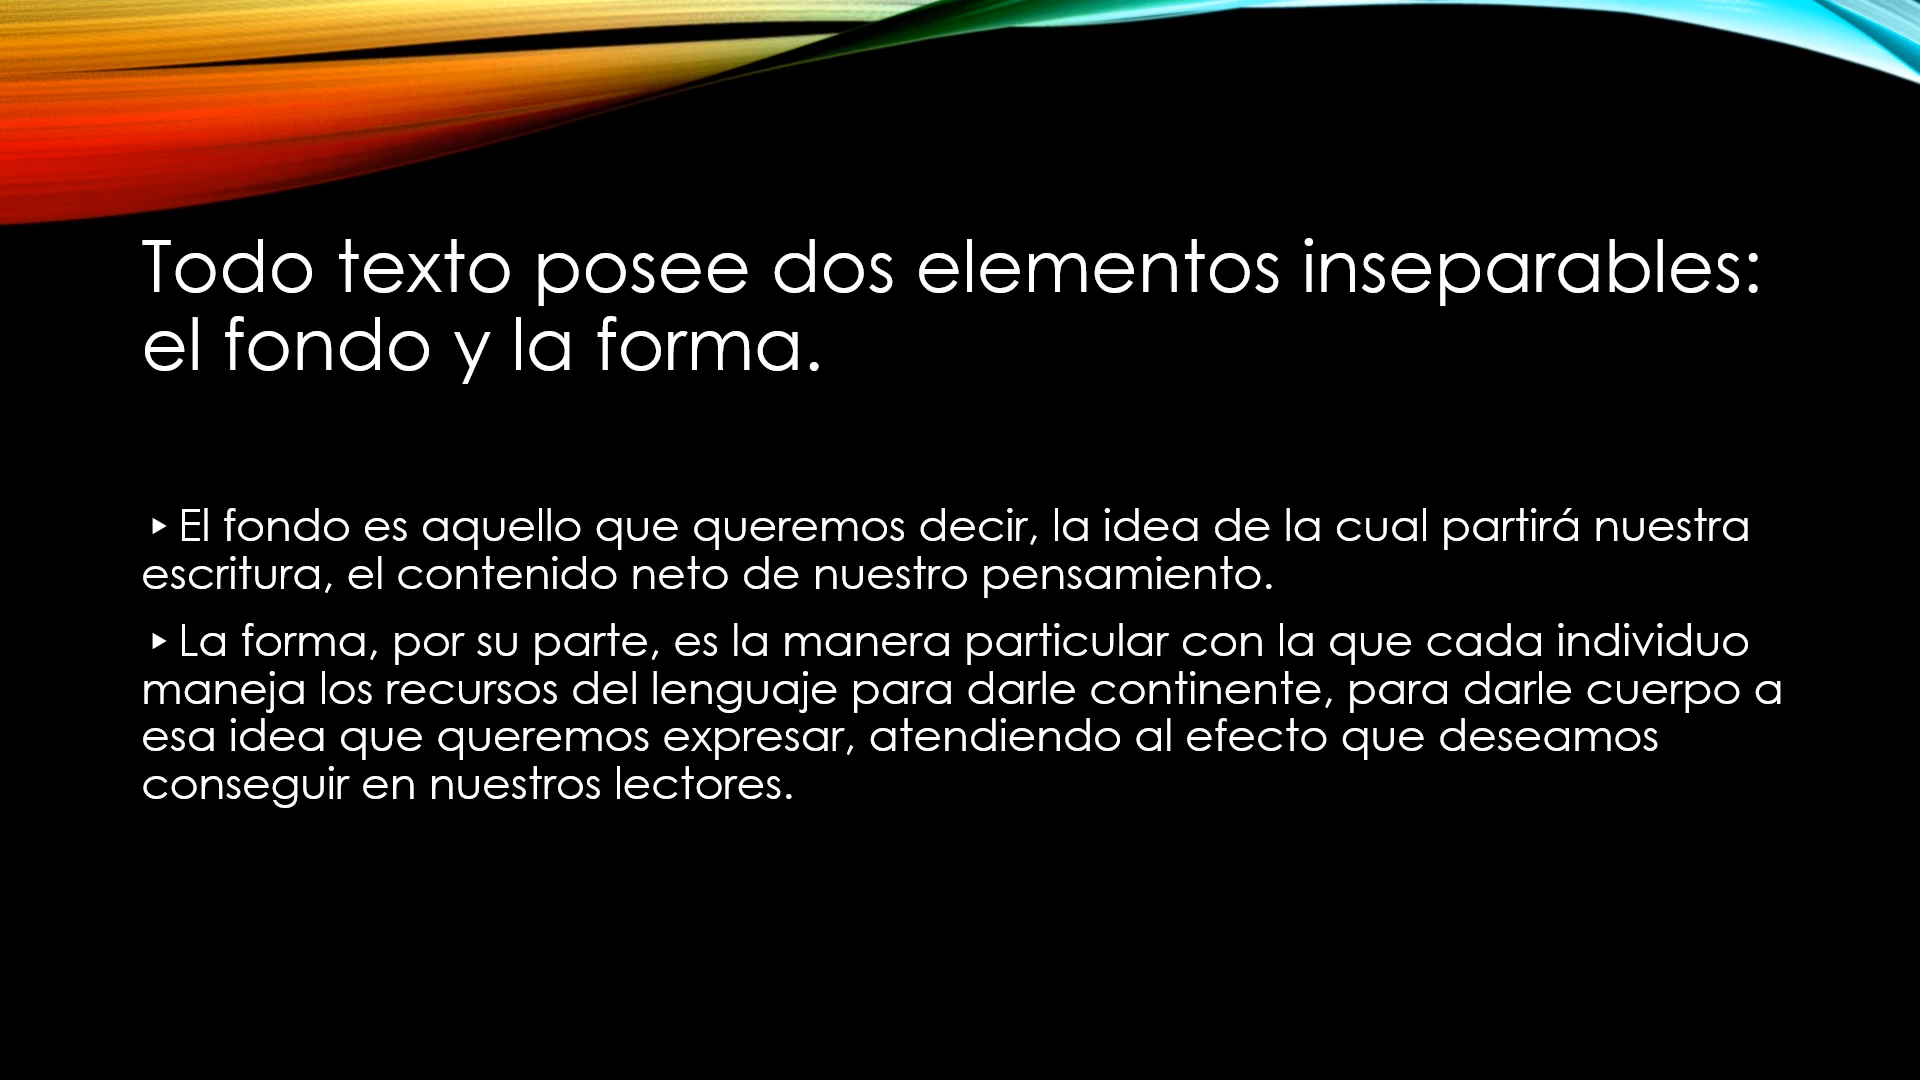 Todo texto posee dos elementos inseparables:
el fondo y la forma.
▸El fondo es aquello que queremos decir, la idea de la cual partirá nuestra
escritura, el contenido neto de nuestro pensamiento.
▸La forma, por su parte, es la manera particular con la que cada individuo
maneja los recursos del lenguaje para darle continente, para darle cuerpo a
esa idea que queremos expresar, atendiendo al efecto que deseamos
conseguir en nuestros lectores.